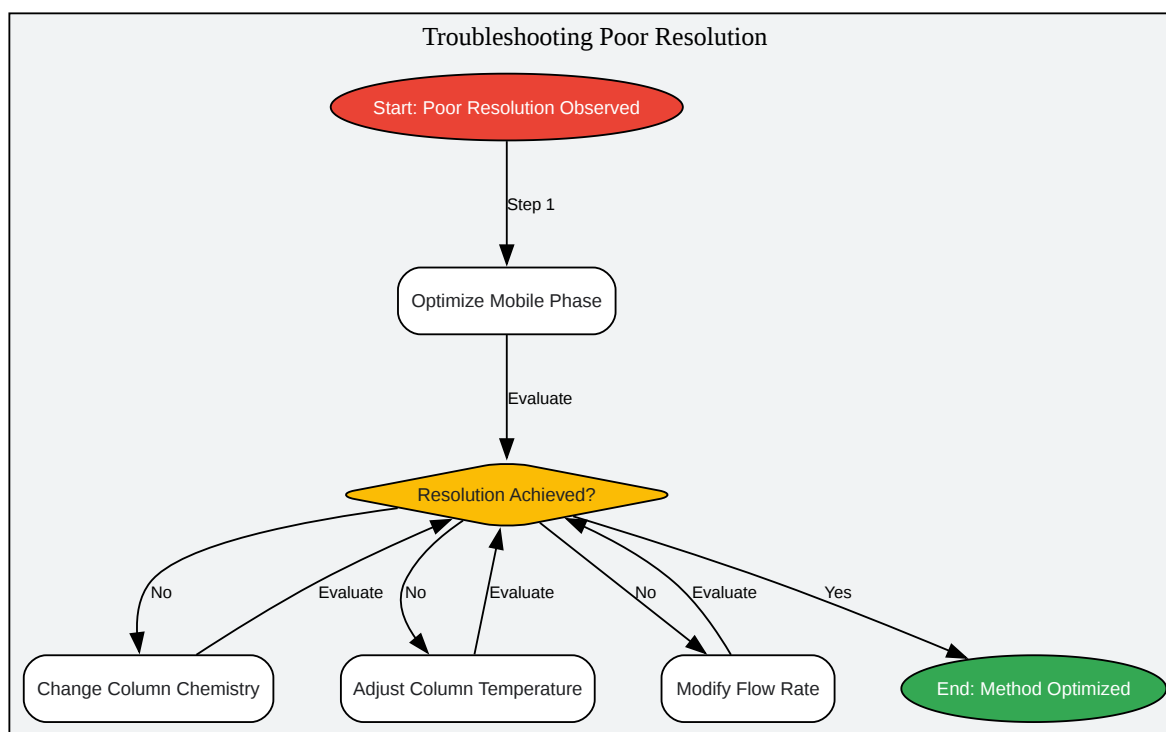 Troubleshooting Poor Resolution
Start: Poor Resolution Observed
Step 1
Optimize Mobile Phase
Evaluate
Resolution Achieved?
No
Evaluate
No
Evaluate
No
Evaluate
Yes
Change Column Chemistry
Adjust Column Temperature
Modify Flow Rate
End: Method Optimized